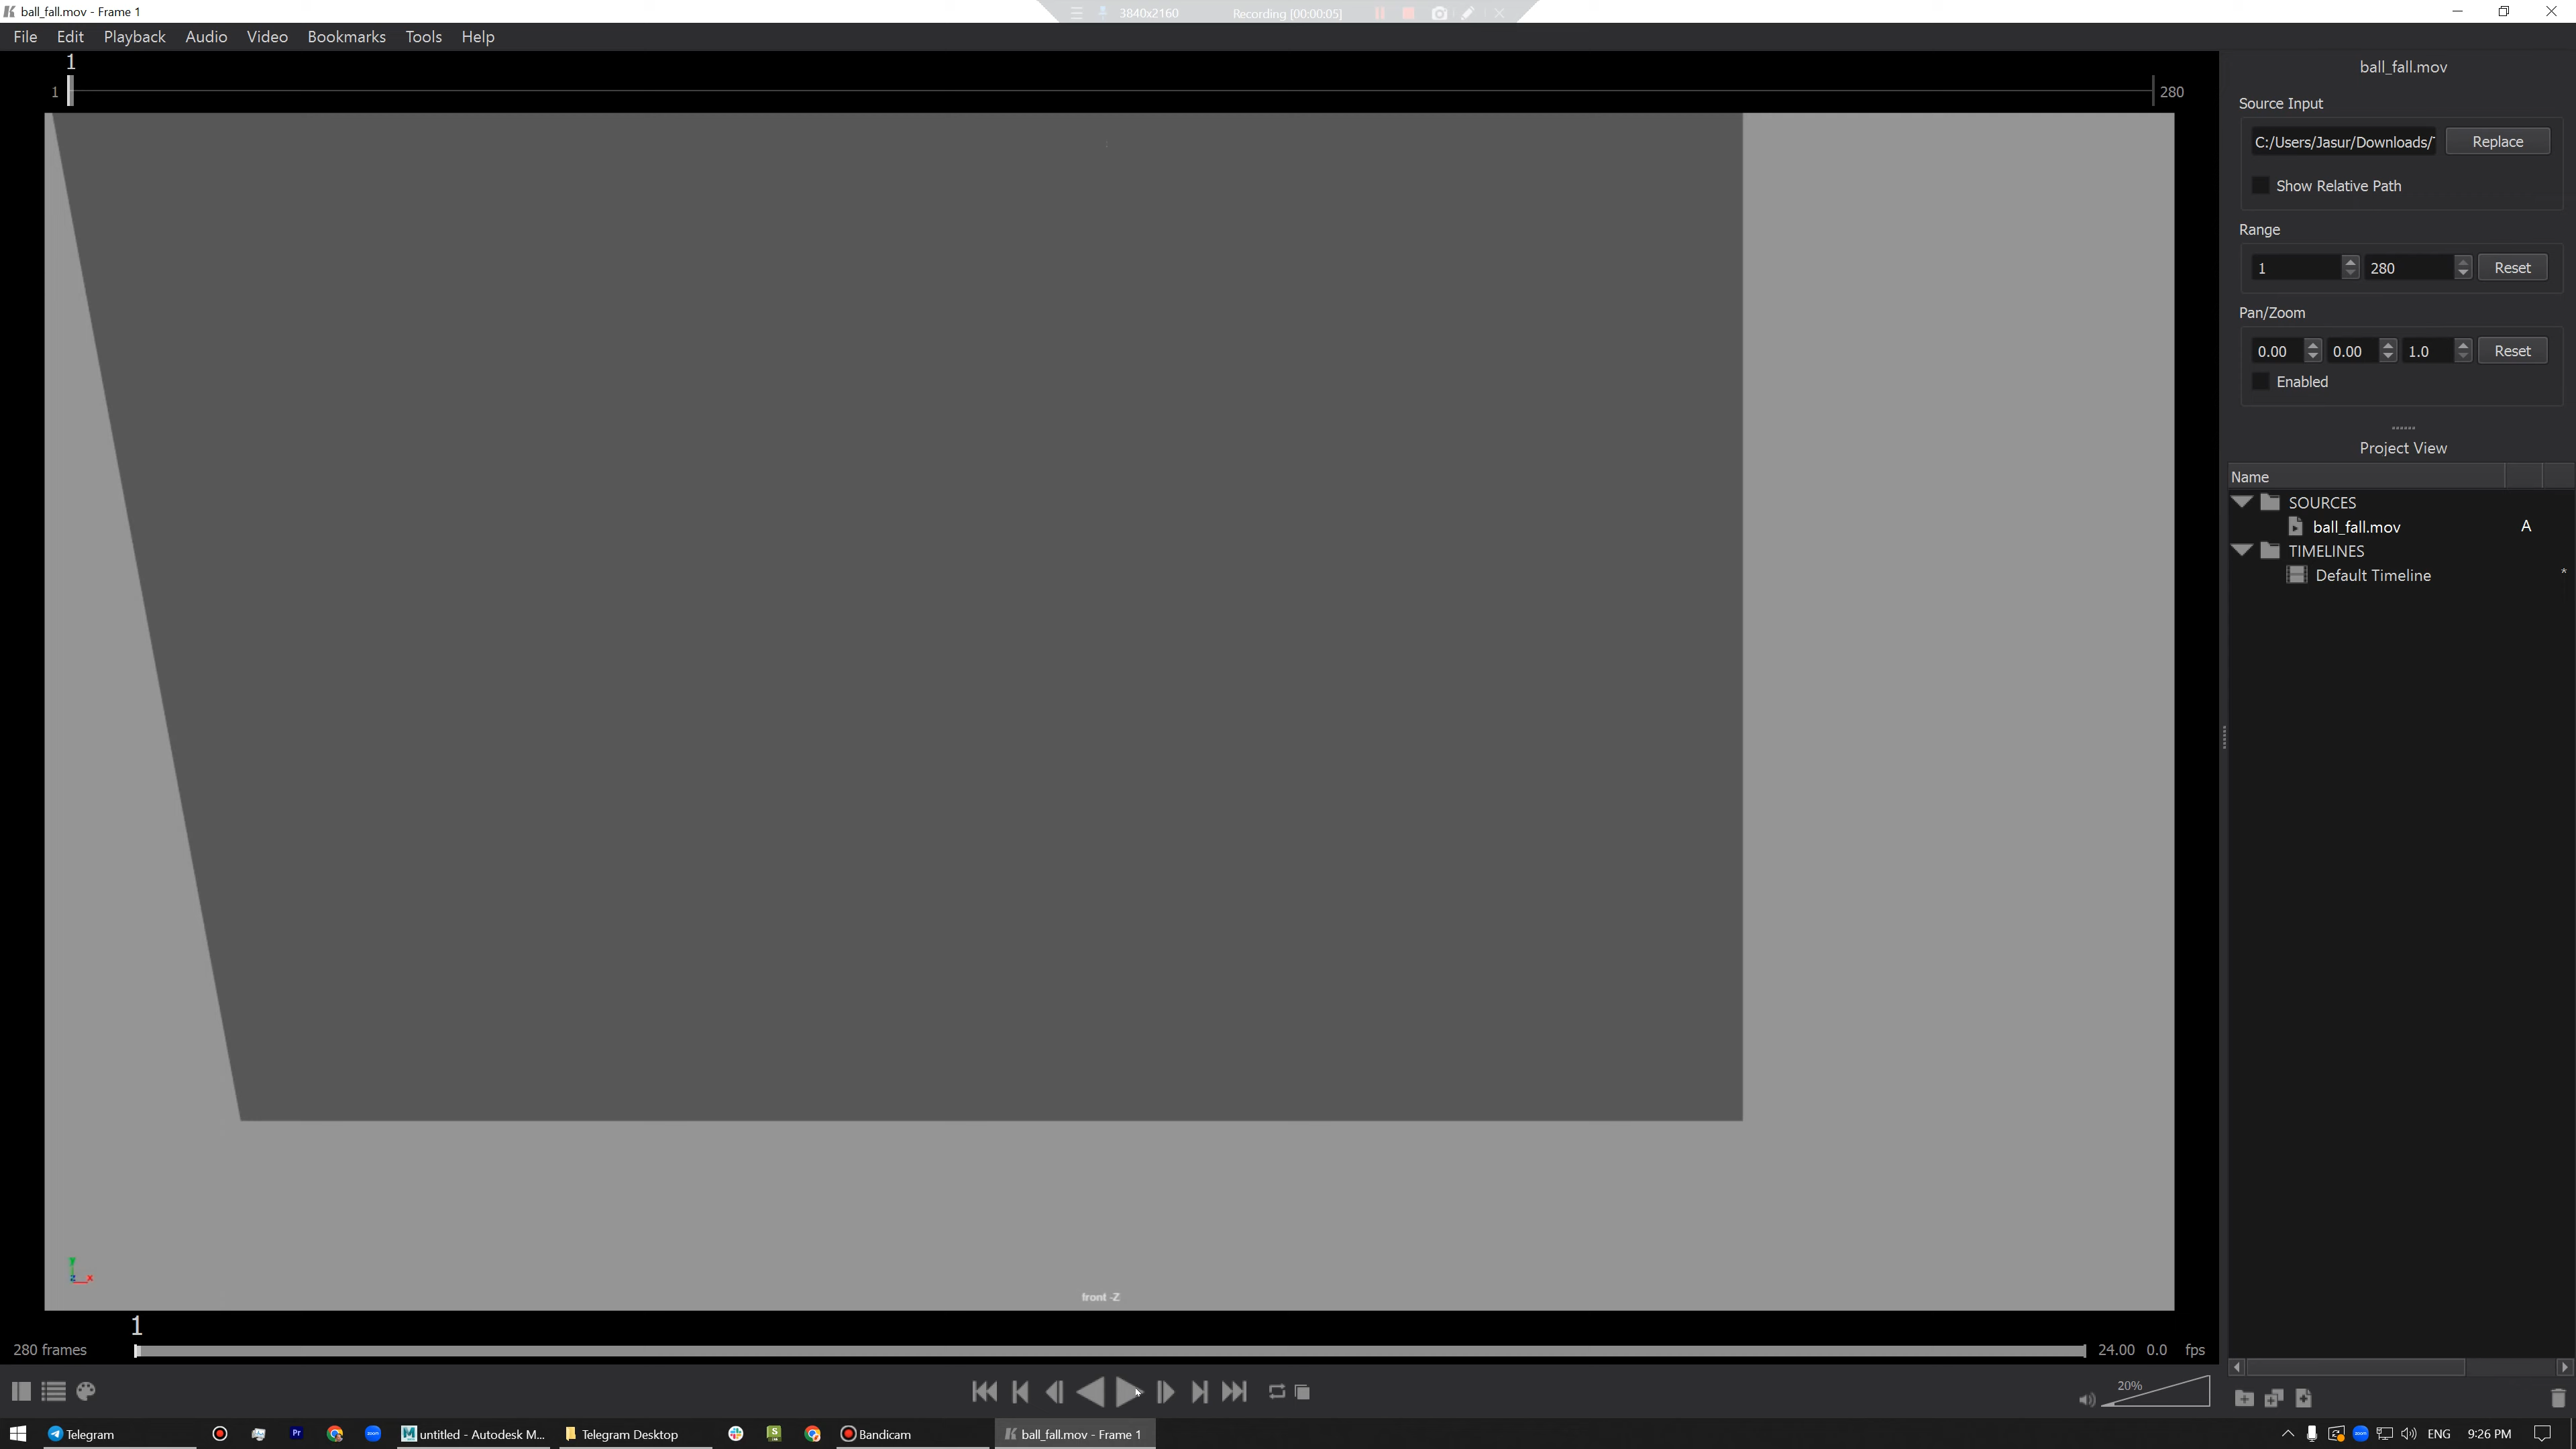 ball_fall.mov - Frame 1
3840x2160
Recording [00:00:05]
File Edit Playback Audio Video Bookmarks Tools Help
1
1
280
ball_fall.mov
Source Input
C:/Users/Jasur/Downloads/
Replace
Show Relative Path
Range
1
280
Reset
Pan/Zoom
0.00
0.00
1.0
Reset
Enabled
Project View
Name
SOURCES
ball_fall.mov A
TIMELINES
Default Timeline *
y
z x
front -Z
1
280 frames
24.00 0.0 fps
20%
Telegram
Pr
zoom
M untitled - Autodesk M...
Telegram Desktop
S
Bandicam
ball_fall.mov - Frame 1
zoom
ENG
9:26 PM